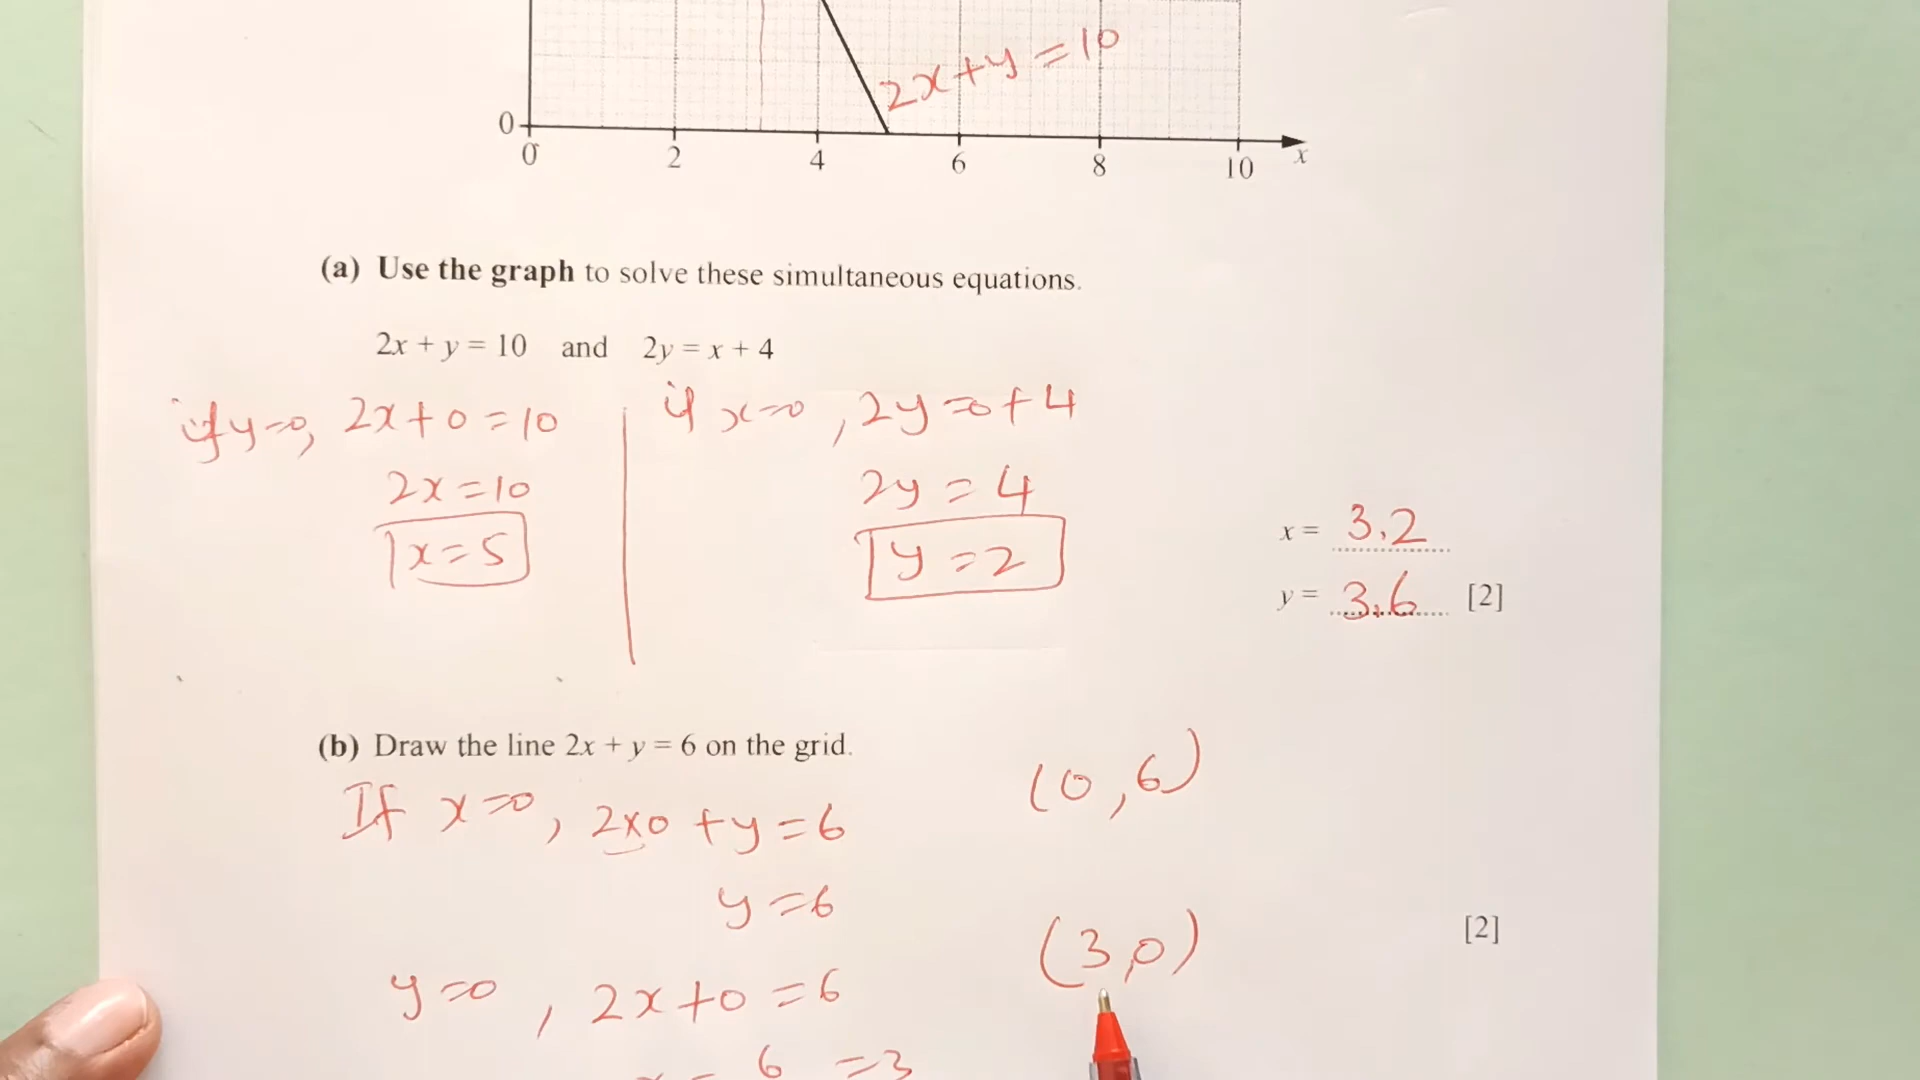 2x+y=10
0
0 2 4 6 8 10 x
(a) Use the graph to solve these simultaneous equations.
2x + y = 10 and 2y = x + 4
if y=0, 2x+0=10
2x=10
x=5
if x=0, 2y=0+4
2y=4
y=2
x = 3.2
y = 3.6 [2]
(b) Draw the line 2x + y = 6 on the grid.
(0,6)
If x=0, 2x0+y=6
y=6
(3,0)
[2]
y=0, 2x+0=6
6 =3